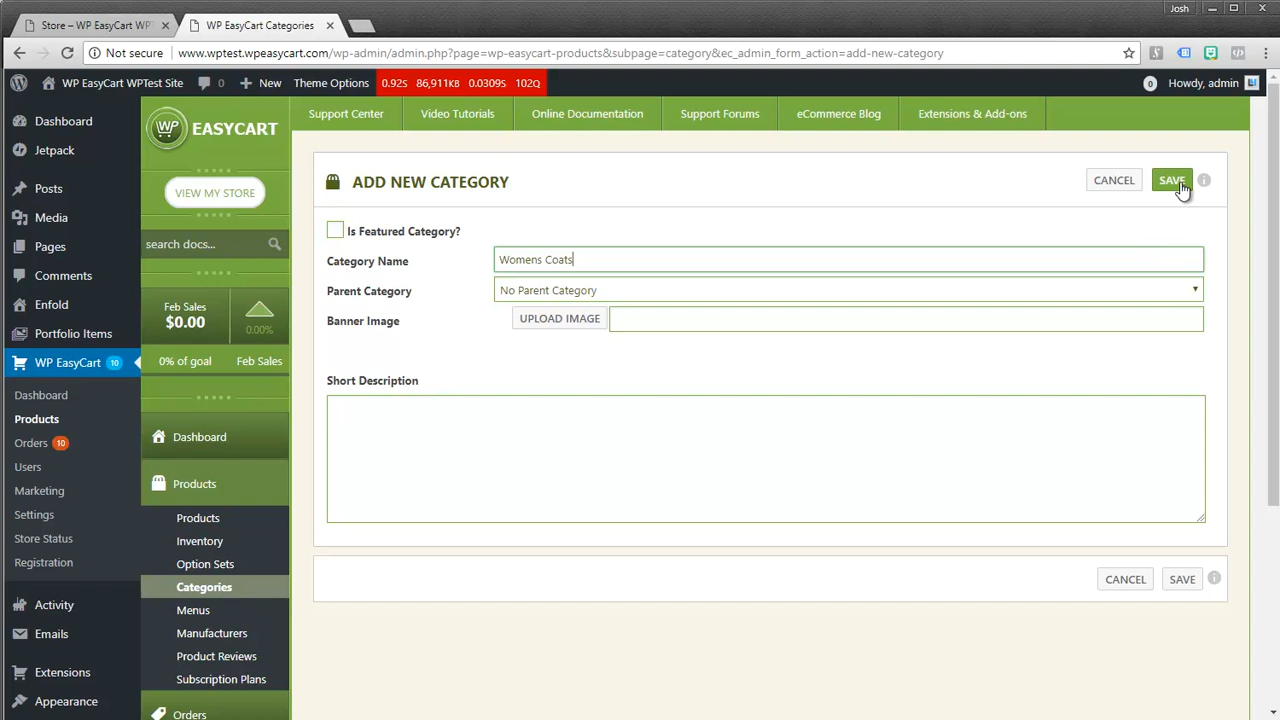 Josh
Store – WP EasyCart WPT
WP EasyCart Categories
Not secure
www.wptest.wpeasycart.com/wp-admin/admin.php?page=wp-easycart-products&subpage=category&ec_admin_form_action=add-new-category
WP EasyCart WPTest Site
0
New
Theme Options
0.92S 86,911KB 0.0309S 102Q
0
Howdy, admin
Dashboard
Jetpack
Posts
Media
Pages
Comments
Enfold
Portfolio Items
WP EasyCart 10
Dashboard
Products
Orders 10
Users
Marketing
Settings
Store Status
Registration
Activity
Emails
Extensions
Appearance
WP EASYCART
VIEW MY STORE
search docs...
Feb Sales
$0.00
0.00%
0% of goal
Feb Sales
Dashboard
Products
Products
Inventory
Option Sets
Categories
Menus
Manufacturers
Product Reviews
Subscription Plans
Orders
Support Center
Video Tutorials
Online Documentation
Support Forums
eCommerce Blog
Extensions & Add-ons
ADD NEW CATEGORY
CANCEL
SAVE
Is Featured Category?
Category Name
Womens Coats
Parent Category
No Parent Category
Banner Image
UPLOAD IMAGE
Short Description
CANCEL
SAVE